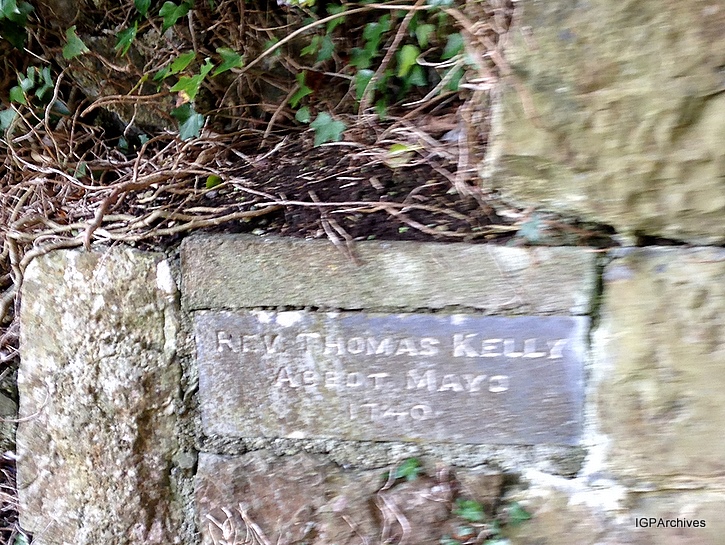 REV. THOMAS KELLY
ABBOT MAYO
1740
IGPArchives